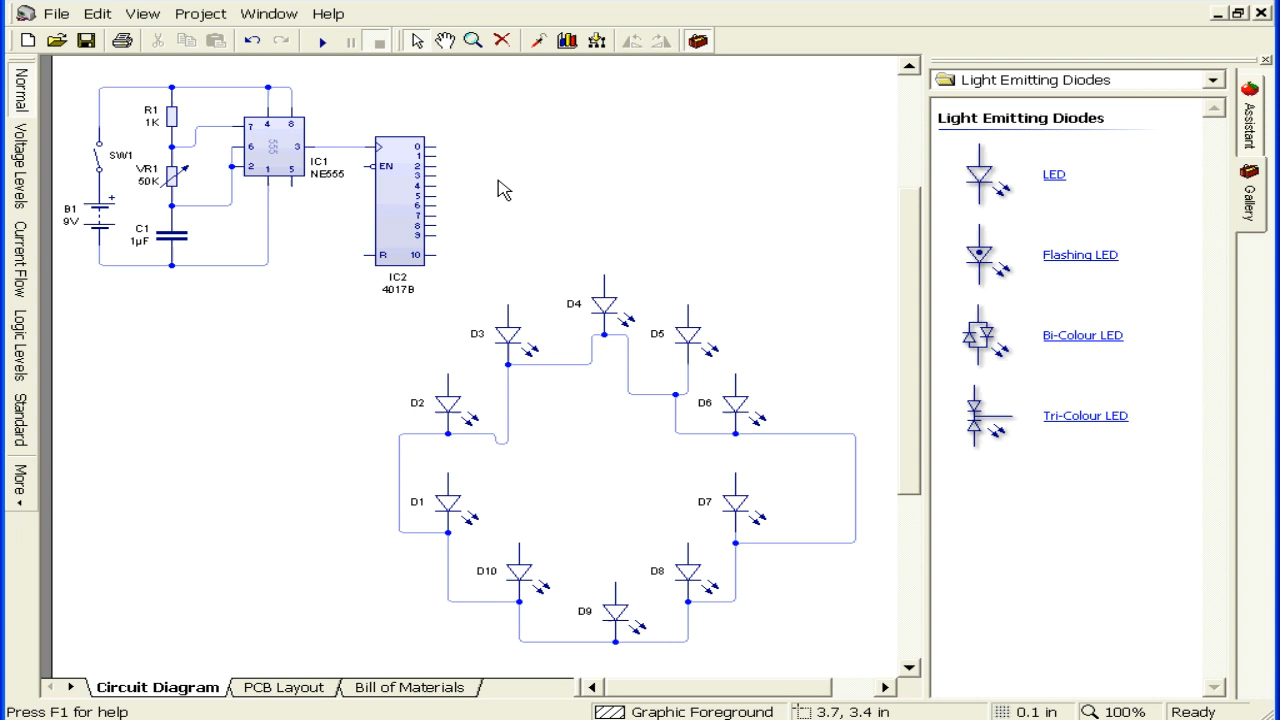 File Edit View Project Window Help
Normal
Voltage Levels
Current Flow
Logic Levels
Standard
More
R1
1K
SW1
VR1
50K
B1
9V
+
C1
1µF
7
4
8
6
2
3
1
5
555
IC1
NE555
EN
R
0
1
2
3
4
5
6
7
8
9
10
IC2
4017B
D4
D3
D5
D2
D6
D1
D7
D10
D8
D9
Light Emitting Diodes
Light Emitting Diodes
LED
Flashing LED
Bi-Colour LED
Tri-Colour LED
Assistant
Gallery
Circuit Diagram PCB Layout Bill of Materials
Press F1 for help Graphic Foreground 3.7, 3.4 in 0.1 in 100% Ready